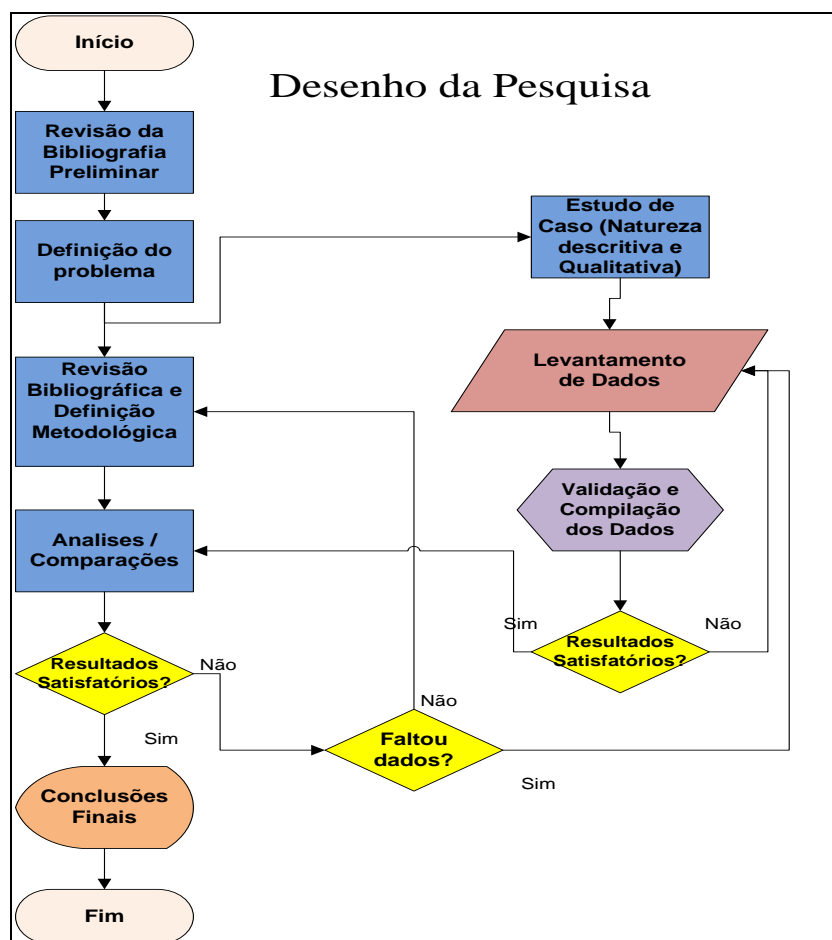 Início
Desenho da Pesquisa
Revisão da
Bibliografia
Preliminar
Definição do
problema
Estudo de
Caso (Natureza
descritiva e
Qualitativa)
Revisão
Bibliográfica e
Definição
Metodológica
Levantamento
de Dados
Validação e
Compilação
dos Dados
Analises /
Comparações
Sim
Resultados
Satisfatórios?
Não
Resultados
Satisfatórios?
Não
Sim
Não
Faltou
dados?
Sim
Conclusões
Finais
Fim